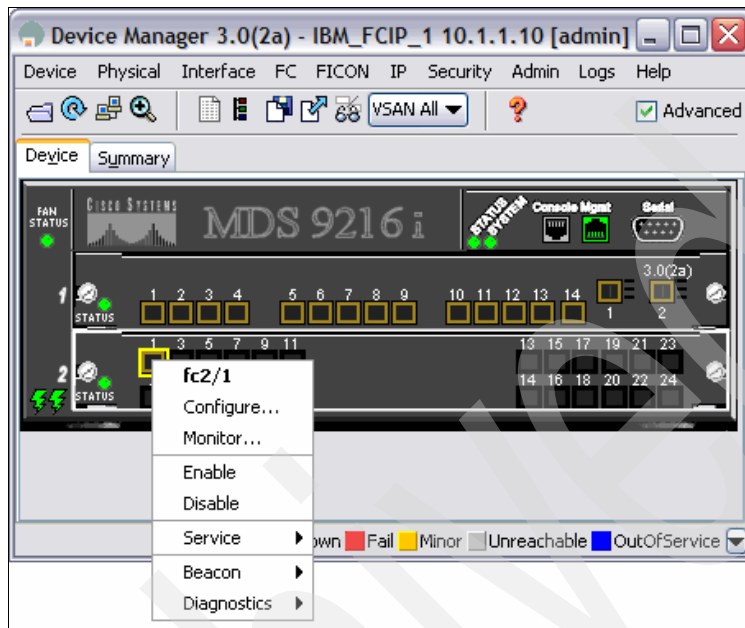 Device Manager 3.0(2a) - IBM_FCIP_1 10.1.1.10 [admin]
Device Physical Interface FC FICON IP Security Admin Logs Help
VSAN All Advanced
Device Summary
FAN STATUS
CISCO SYSTEMS
MDS 9216 i
STATUS
SYSTEM
Console Mgmt Serial
3.0(2a)
1 STATUS
1 2 3 4 5 6 7 8 9 10 11 12 13 14
1 2
2 STATUS
1 3 5 7 9 11 13 15 17 19 21 23
14 16 18 20 22 24
fc2/1
Configure...
Monitor...
Enable
Disable
Service
Beacon
Diagnostics
own Fail Minor Unreachable OutOfService